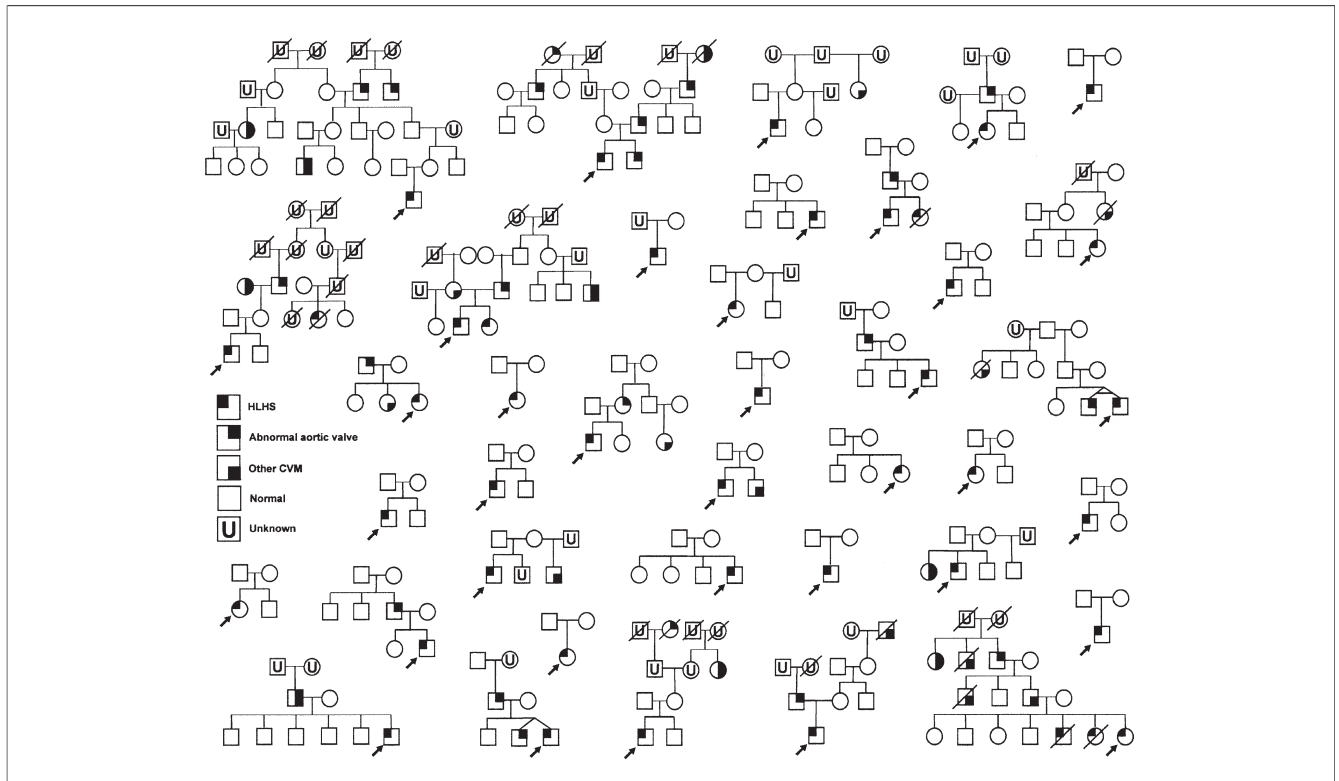 U U U U U U U U U U U
U U U U
U U
U
U U U U U
U U U U U U
U
U U
U
U
U
HLHS
Abnormal aortic valve
Other CVM
Normal
U Unknown
U U
U
U U
U U U U
U U U U U U U